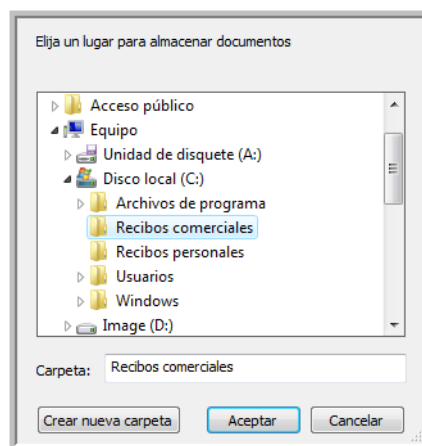 Elija un lugar para almacenar documentos
Acceso público
Equipo
Unidad de disquete (A:)
Disco local (C:)
Archivos de programa
Recibos comerciales
Recibos personales
Usuarios
Windows
Image (D:)
Carpeta: Recibos comerciales
Crear nueva carpeta Aceptar Cancelar